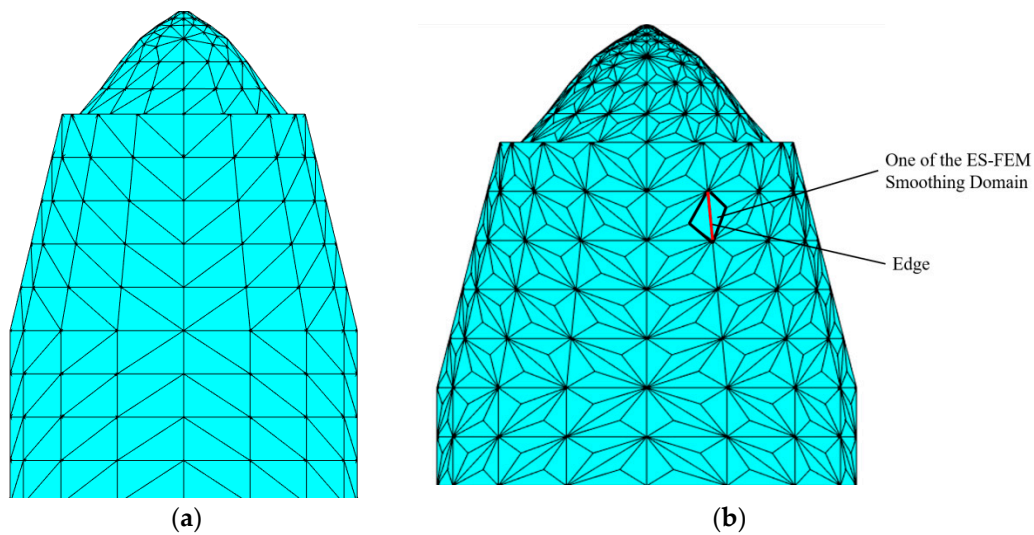 One of the ES-FEM
Smoothing Domain
Edge
(a)
(b)